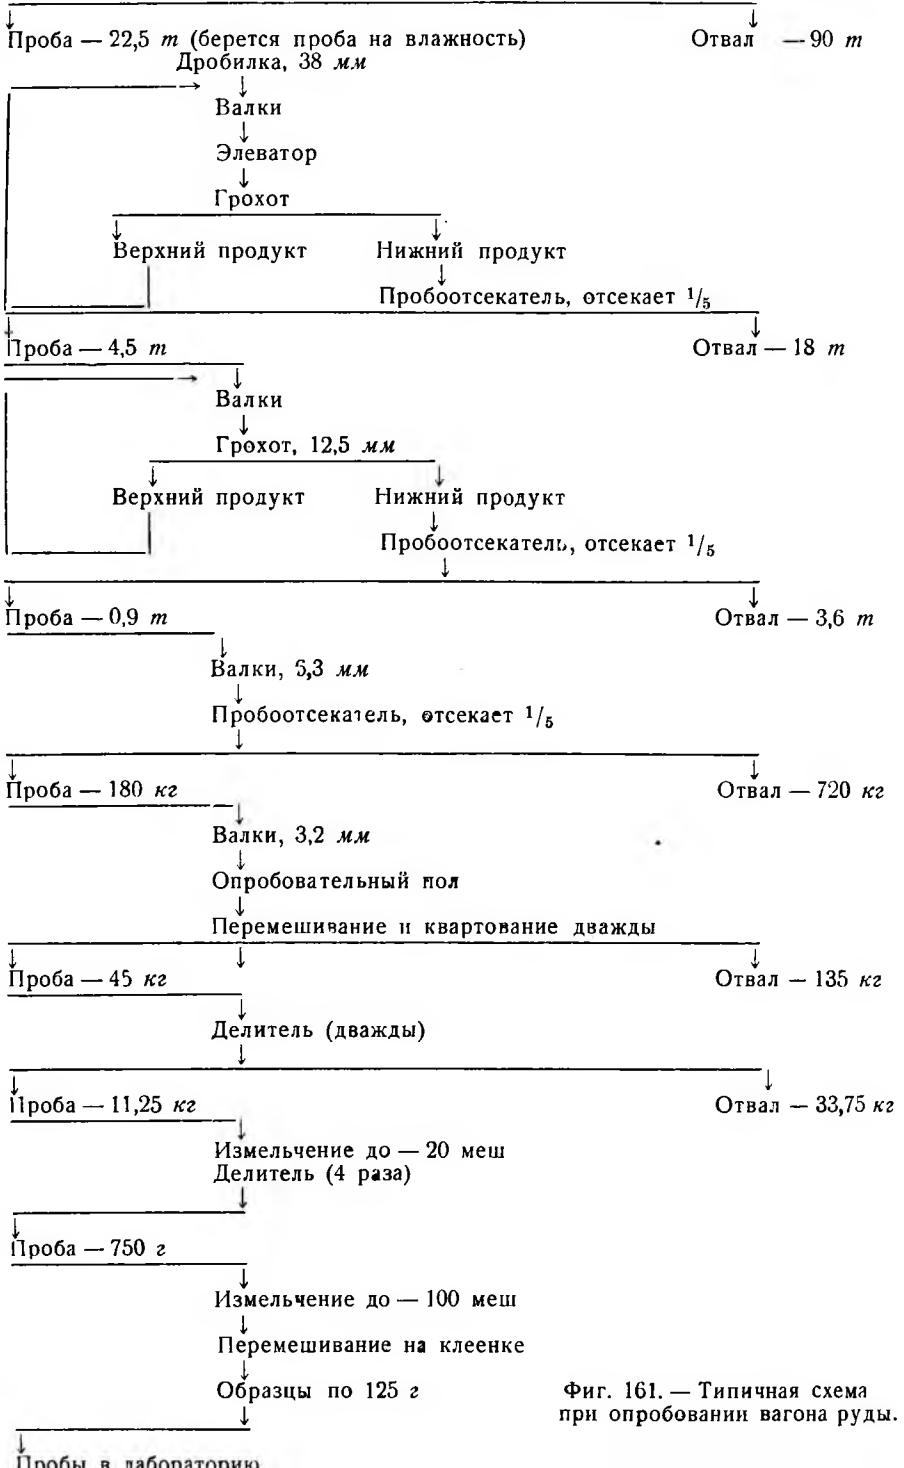 Проба — 22,5 т (берется проба на влажность) Отвал — 90 т
Дробилка, 38 мм
Валки
Элеватор
Грохот
Верхний продукт Нижний продукт
Пробоотсекатель, отсекает 1/5
Проба — 4,5 т Отвал — 18 т
Валки
Грохот, 12,5 мм
Верхний продукт Нижний продукт
Пробоотсекатель, отсекает 1/5
Проба — 0,9 т Отвал — 3,6 т
Валки, 6,3 мм
Пробоотсекатель, отсекает 1/5
Проба — 180 кг Отвал — 720 кг
Валки, 3,2 мм
Опробовательный пол
Перемешивание и квартование дважды
Проба — 45 кг Отвал — 135 кг
Делитель (дважды)
Проба — 11,25 кг Отвал — 33,75 кг
Измельчение до — 20 меш
Делитель (4 раза)
Проба — 750 г
Измельчение до — 100 меш
Перемешивание на клеенке
Образцы по 125 г
Фиг. 161. — Типичная схема
при опробовании вагона руды.
Пробы в лабораторию